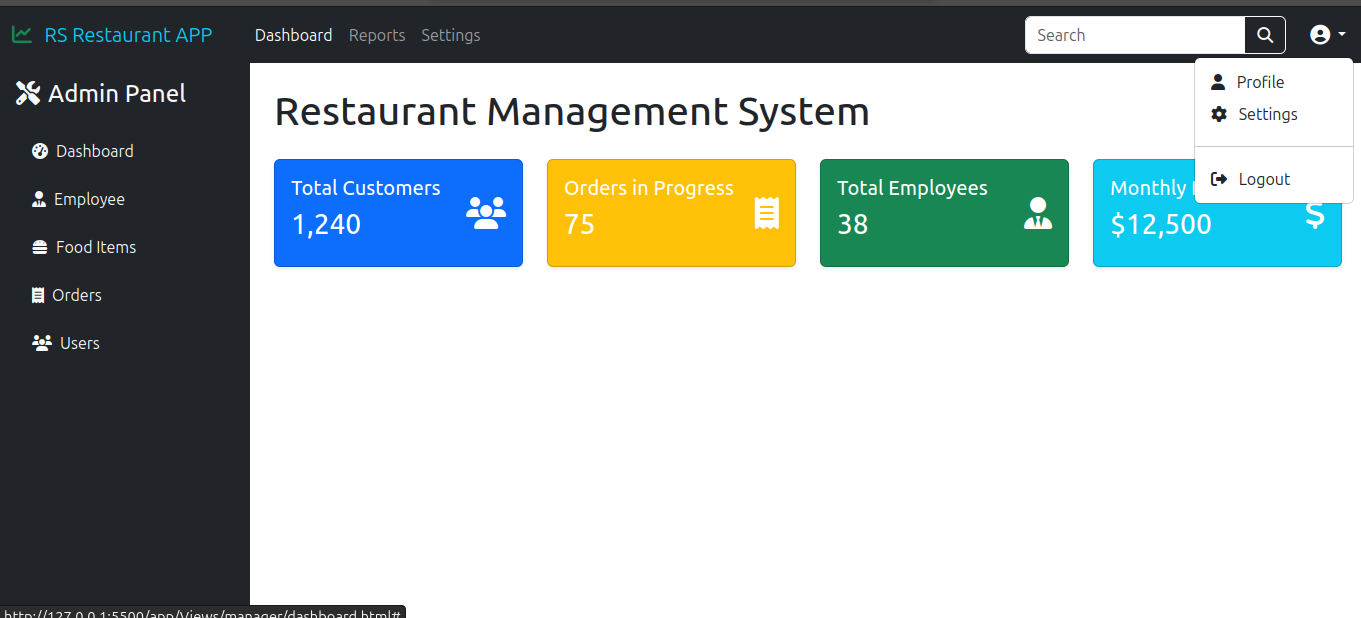 RS Restaurant APP
Dashboard Reports Settings
Search
Profile
Settings
Logout
Admin Panel
Dashboard
Employee
Food Items
Orders
Users
Restaurant Management System
Total Customers
1,240
Orders in Progress
75
Total Employees
38
Monthly
$12,500
http://127.0.0.1:5500/app/Views/manager/dashboard.html#